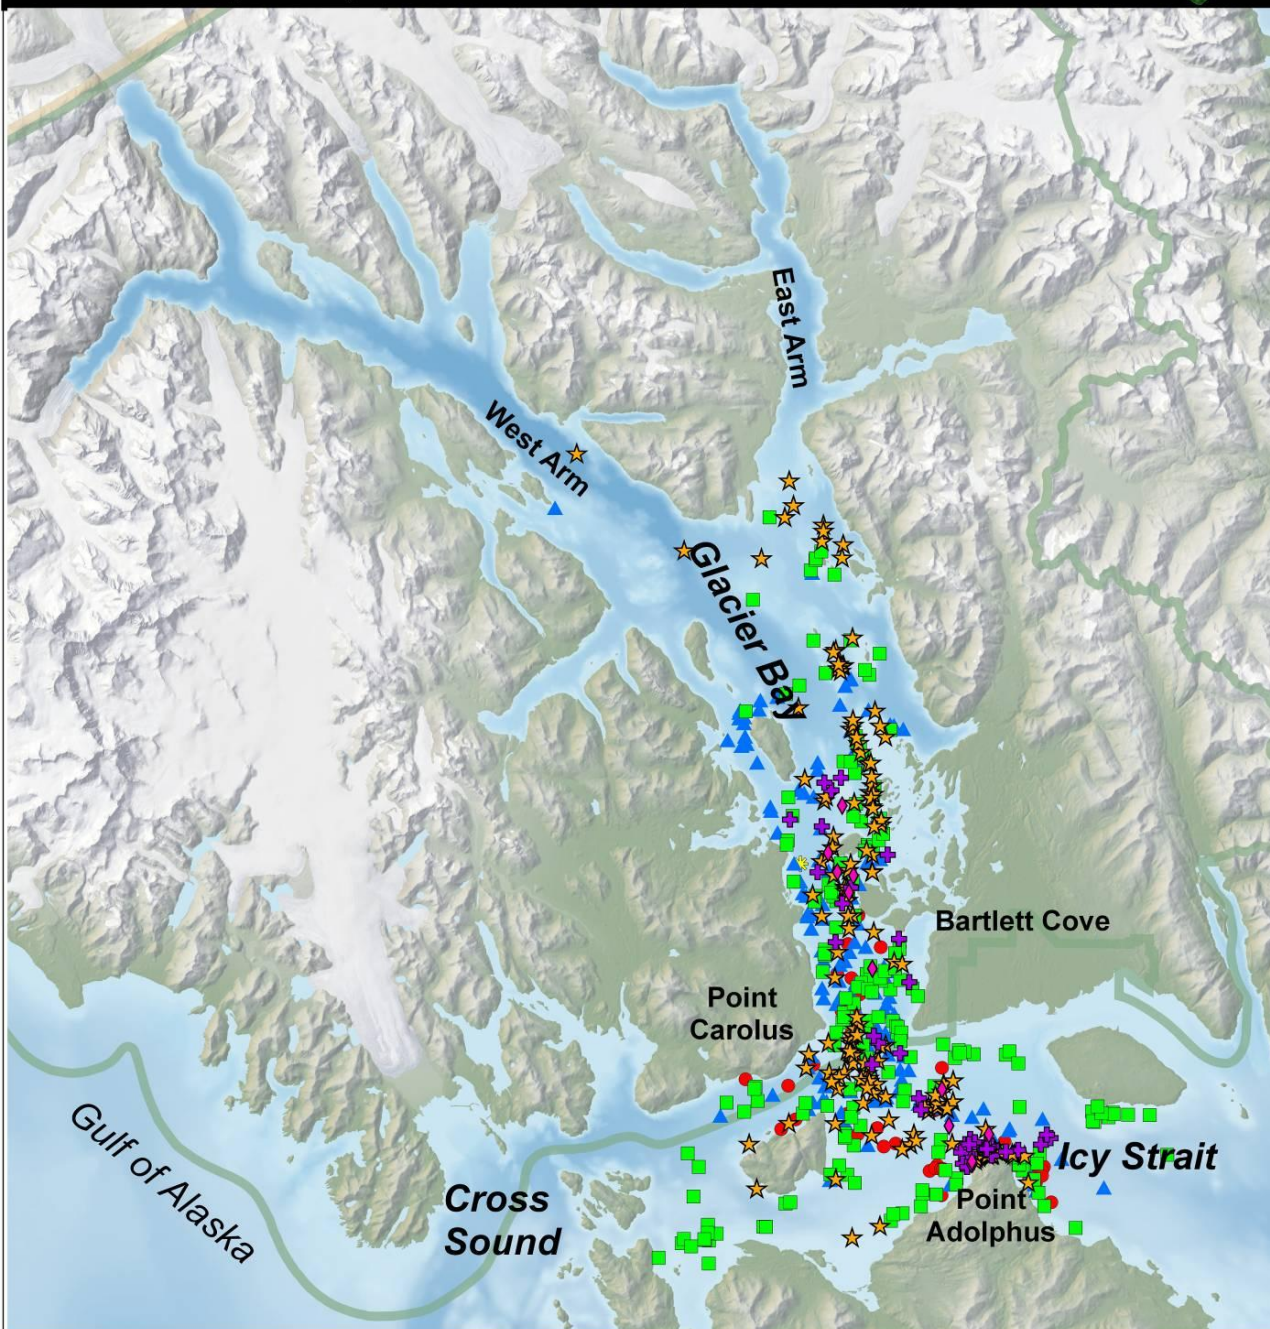 East Arm
West Arm
Glacier Bay
Bartlett Cove
Point
Carolus
Gulf of Alaska
Cross
Sound
Icy Strait
Point
Adolphus